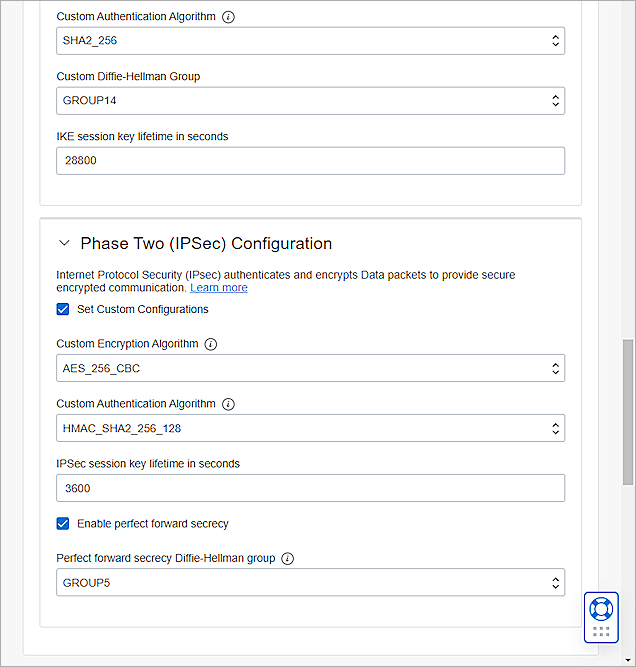 Custom Authentication Algorithm
SHA2_256
Custom Diffie-Hellman Group
GROUP14
IKE session key lifetime in seconds
28800
Phase Two (IPSec) Configuration
Internet Protocol Security (IPsec) authenticates and encrypts Data packets to provide secure
encrypted communication. Learn more
Set Custom Configurations
Custom Encryption Algorithm
AES_256_CBC
Custom Authentication Algorithm
HMAC_SHA2_256_128
IPSec session key lifetime in seconds
3600
Enable perfect forward secrecy
Perfect forward secrecy Diffie-Hellman group
GROUP5